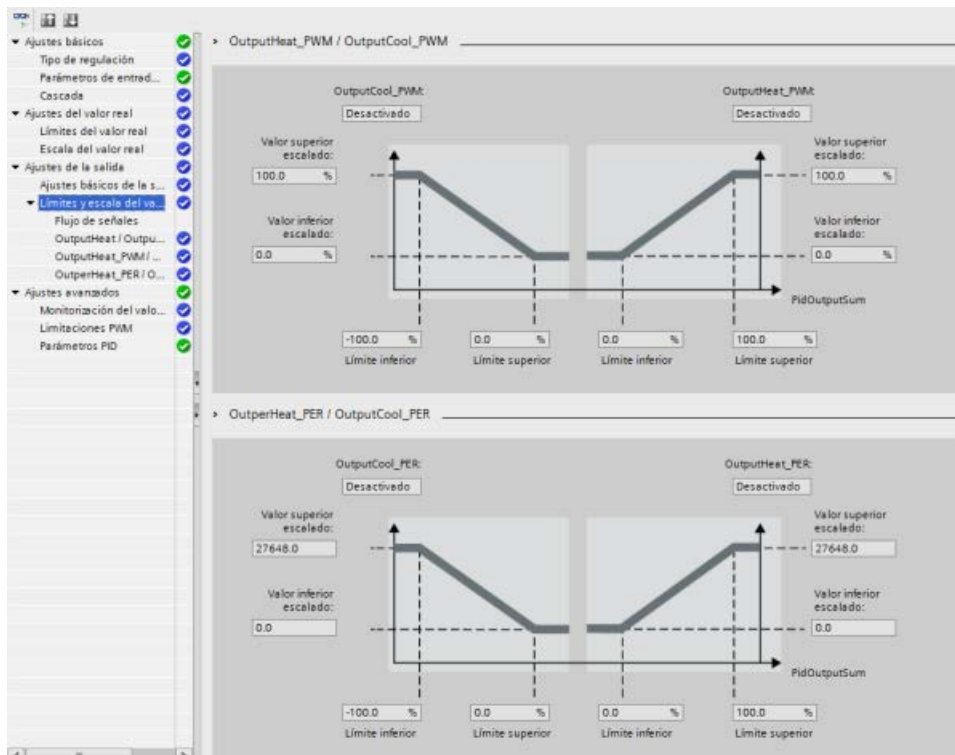 Ajustes básicos
Tipo de regulación
Parámetros de entrad...
Cascada
Ajustes del valor real
Límites del valor real
Escala del valor real
Ajustes de la salida
Ajustes básicos de la s...
Límites y escala del va...
Flujo de señales
OutputHeat / Outpu...
OutputHeat_PWM / ...
OutperHeat_PER / O...
Ajustes avanzados
Monitorización del valo...
Limitaciones PWM
Parámetros PID
OutputHeat_PWM / OutputCool_PWM
OutputCool_PWM:
Desactivado
OutputHeat_PWM:
Desactivado
Valor superior
escalado:
100.0 %
Valor superior
escalado:
100.0 %
Valor inferior
escalado:
0.0 %
Valor inferior
escalado:
0.0 %
PidOutputSum
-100.0 %
0.0 %
0.0 %
100.0 %
Límite inferior
Límite superior
Límite inferior
Límite superior
OutperHeat_PER / OutputCool_PER
OutputCool_PER:
Desactivado
OutputHeat_PER:
Desactivado
Valor superior
escalado:
27648.0
Valor superior
escalado:
27648.0
Valor inferior
escalado:
0.0
Valor inferior
escalado:
0.0
PidOutputSum
-100.0 %
0.0 %
0.0 %
100.0 %
Límite inferior
Límite superior
Límite inferior
Límite superior